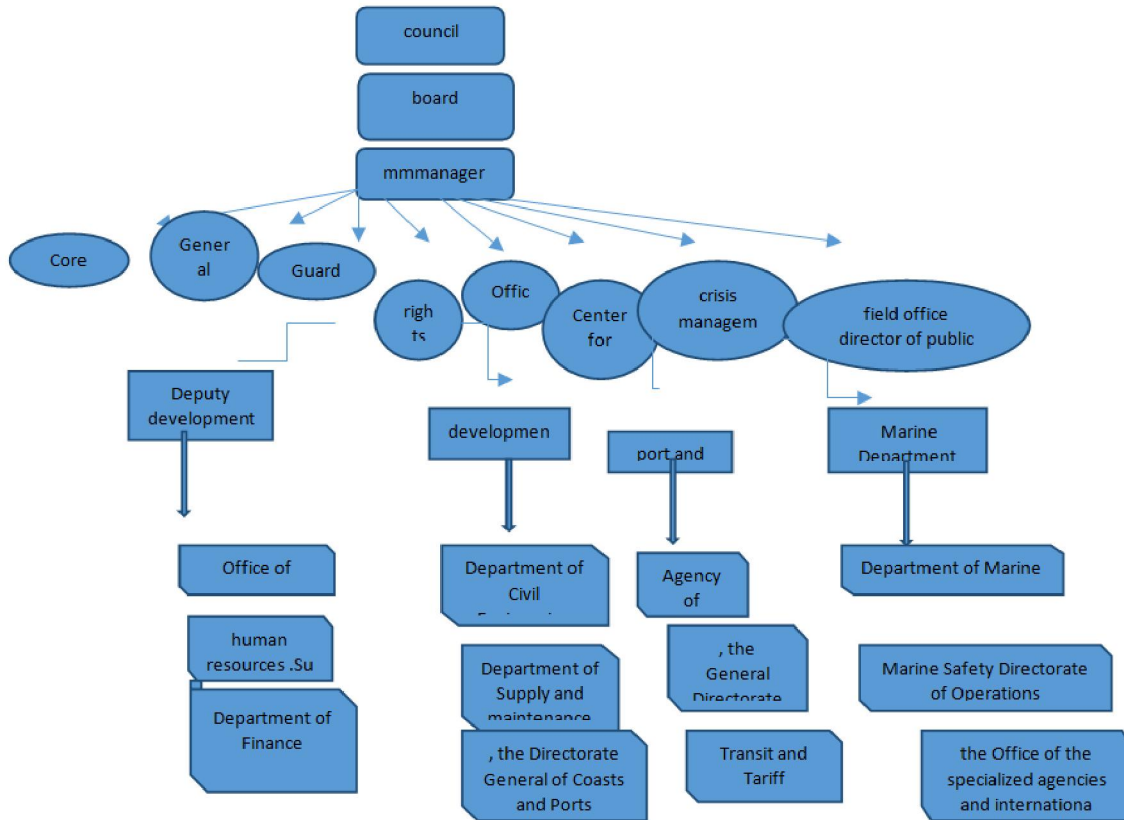 council
board
mmmanager
Core
Gener
al
Guard
righ
ts
Offic
Center
for
crisis
managem
field office
director of public
Deputy
development
developmen
port and
Marine
Department
Office of
human
resources .Su
Department of
Finance
Department of
Civil
Department of
Supply and
maintenance
, the Directorate
General of Coasts
and Ports
Agency
of
, the
General
Directorate
Transit and
Tariff
Department of Marine
Marine Safety Directorate
of Operations
the Office of the
specialized agencies
and internationa